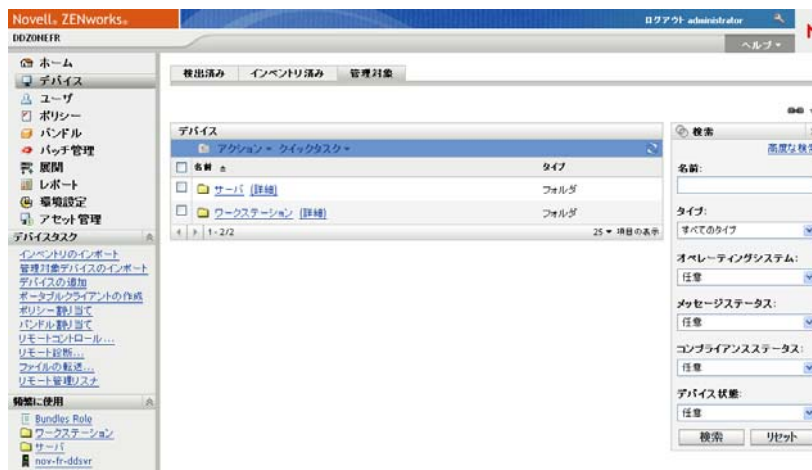 Novell® ZENworks®
ログアウト administrator
DDZONEFR
ヘルプ
ホーム
デバイス
ユーザ
ポリシー
バンドル
パッチ管理
展開
レポート
環境設定
アセット管理
デバイスタスク
インベントリのインポート
管理対象デバイスのインポート
デバイスの追加
ポータブルクライアントの作成
ポリシー割り当て
バンドル割り当て
リモートコントロール...
リモート診断...
ファイルの転送...
リモート管理リスナ
頻繁に使用
Bundles Role
ワークステーション
サーバ
nov-fr-ddsvr
検出済み インベントリ済み 管理対象
デバイス
アクション クイックタスク
名前 タイプ
サーバ (詳細) フォルダ
ワークステーション (詳細) フォルダ
1 - 2/2 25 項目の表示
検索
高度な検索
名前:
タイプ:
すべてのタイプ
オペレーティングシステム:
任意
メッセージステータス:
任意
コンプライアンスステータス:
任意
デバイス状態:
任意
検索 リセット